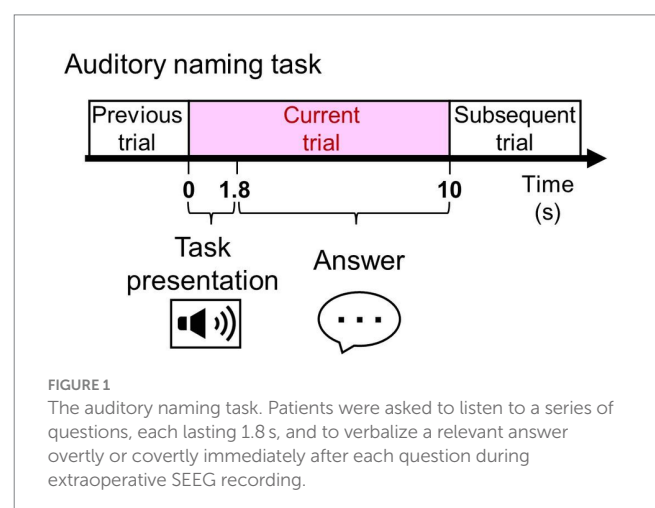 Auditory naming task
Previous trial
Current trial
Subsequent trial
0 1.8 10 Time (s)
Task presentation
Answer
FIGURE 1
The auditory naming task. Patients were asked to listen to a series of
questions, each lasting 1.8 s, and to verbalize a relevant answer
overtly or covertly immediately after each question during
extraoperative SEEG recording.